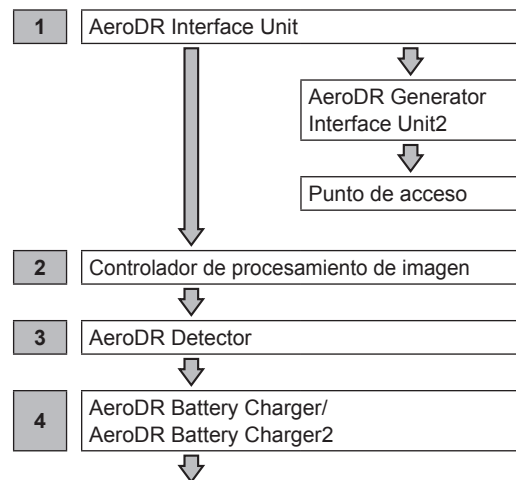 1
AeroDR Interface Unit
AeroDR Generator
Interface Unit2
Punto de acceso
2
Controlador de procesamiento de imagen
3
AeroDR Detector
4
AeroDR Battery Charger/
AeroDR Battery Charger2